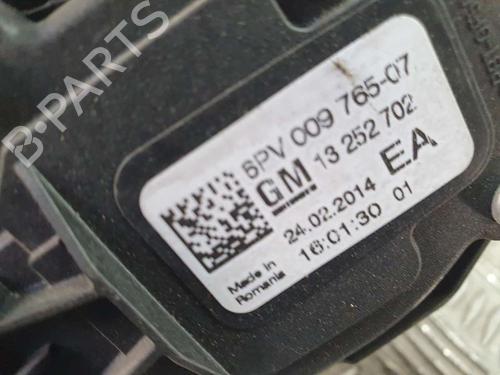 B-PARTS
6PV 009 765-07
GM 13 252 702
EA
24.02.2014
16:01:30 01
Made in
Romania